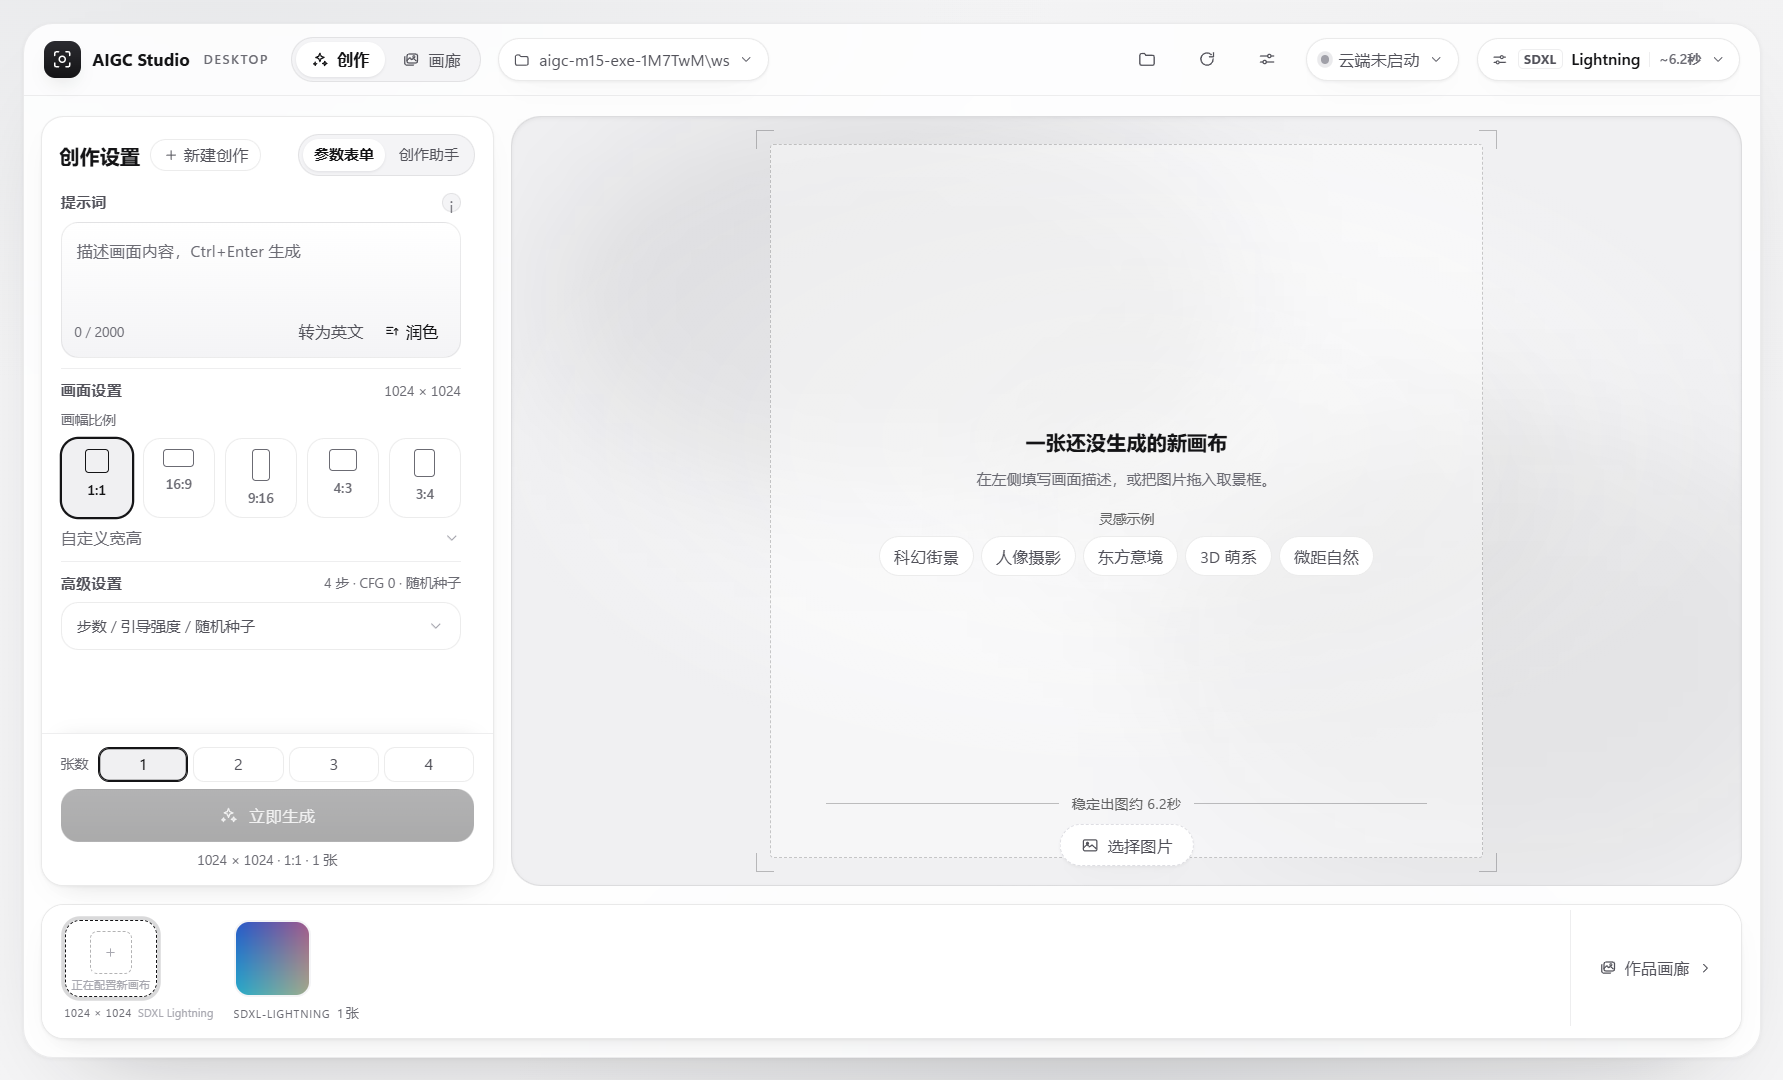 AIGC Studio DESKTOP 创作 画廊 aigc-m15-exe-1M7TwM\ws 云端未启动 SDXL Lightning ~6.2秒
创作设置 + 新建创作 参数表单 创作助手
提示词 i
描述画面内容，Ctrl+Enter 生成
0 / 2000 转为英文 润色
画面设置 1024 × 1024
画幅比例
1:1 16:9 9:16 4:3 3:4
自定义宽高
高级设置 4 步 · CFG 0 · 随机种子
步数 / 引导强度 / 随机种子
张数 1 2 3 4
立即生成
1024 × 1024 · 1:1 · 1 张
一张还没生成的新画布
在左侧填写画面描述，或把图片拖入取景框。
灵感示例
科幻街景 人像摄影 东方意境 3D 萌系 微距自然
稳定出图约 6.2秒
选择图片
+
正在配置新画布
1024 × 1024 SDXL Lightning
SDXL-LIGHTNING 1张
作品画廊